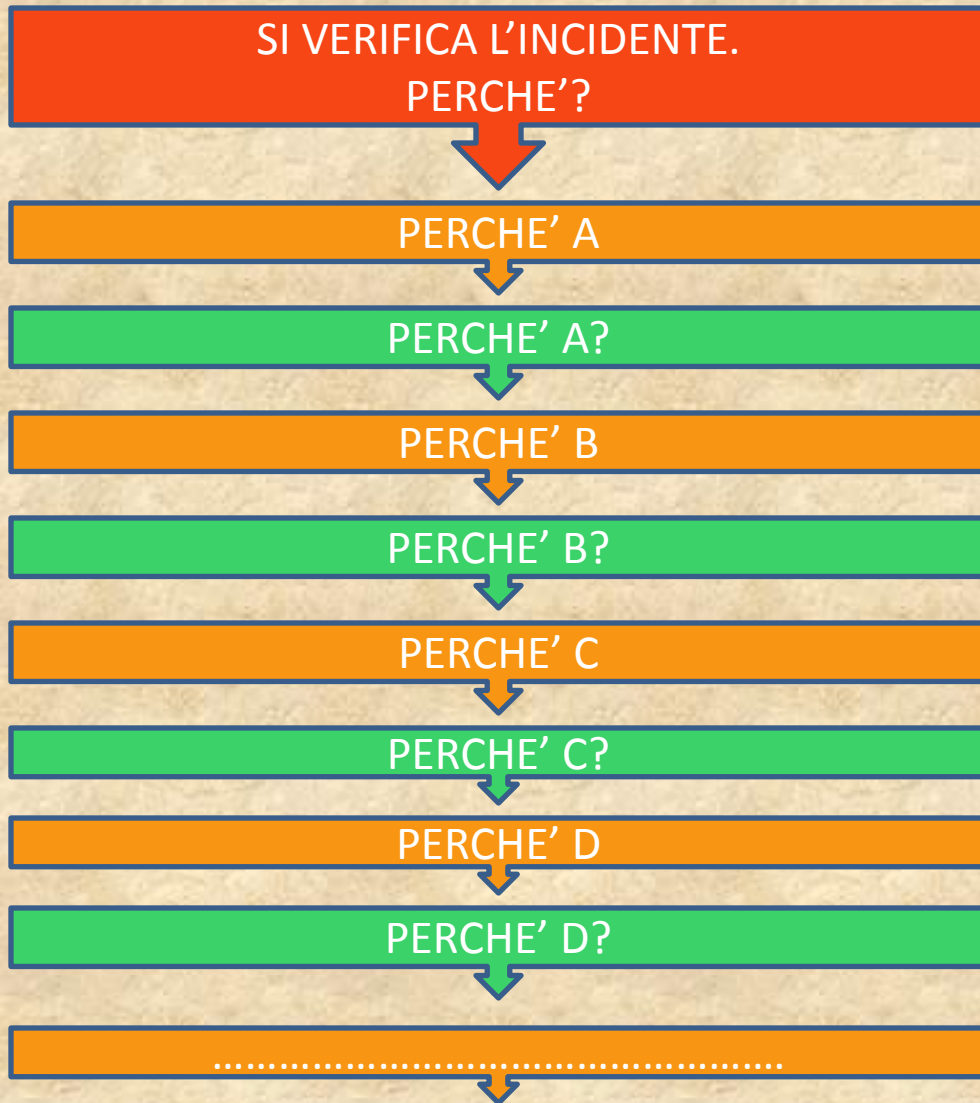 SI VERIFICA L’INCIDENTE.
PERCHE’?
PERCHE’ A
PERCHE’ A?
PERCHE’ B
PERCHE’ B?
PERCHE’ C
PERCHE’ C?
PERCHE’ D
PERCHE’ D?
………………………………………………